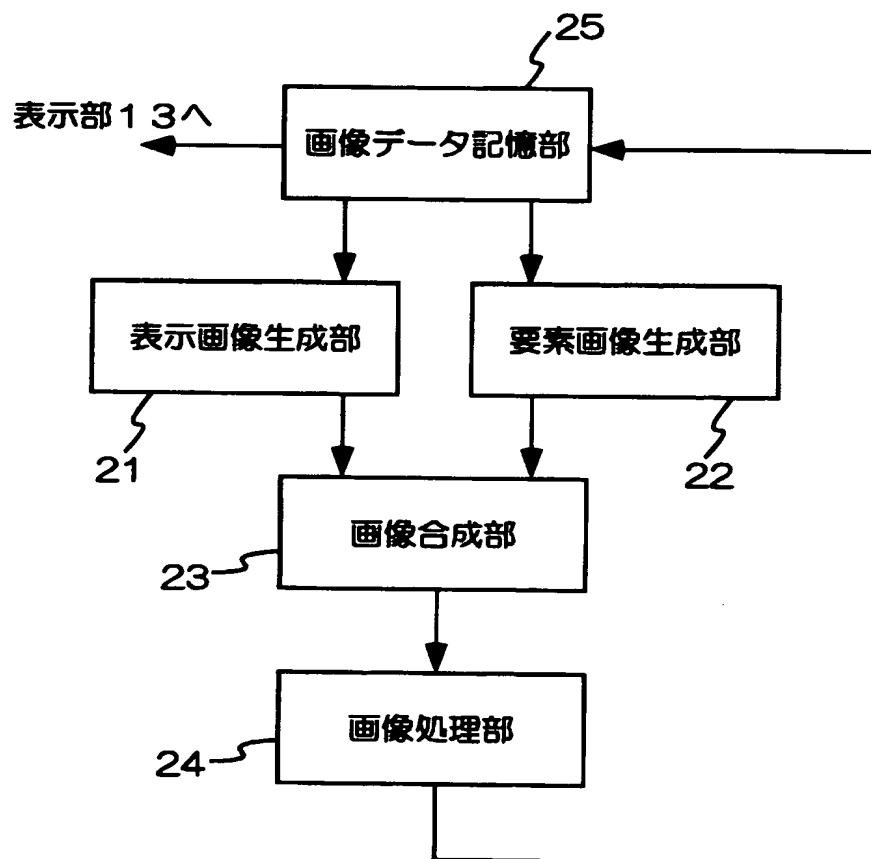 25
表示部13へ
画像データ記憶部
表示画像生成部
要素画像生成部
21
22
画像合成部
23
画像処理部
24